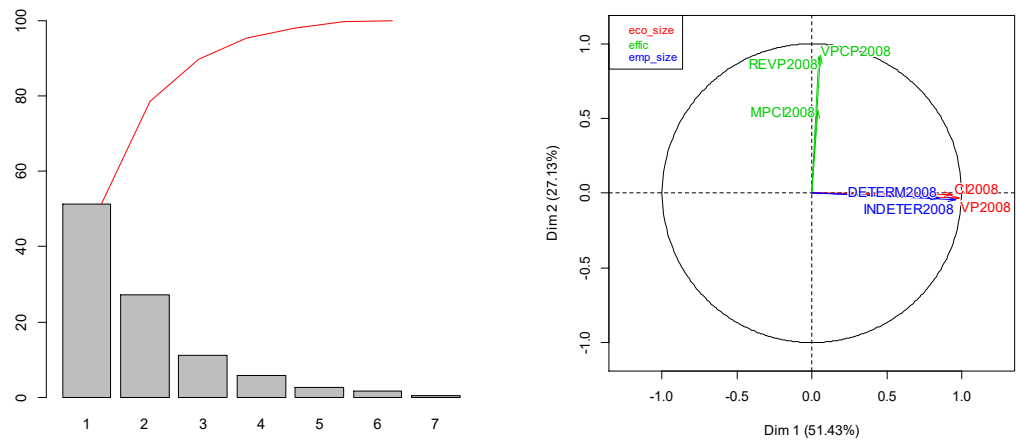 100
80
60
40
20
0
1 2 3 4 5 6 7
eco_size
effic
emp_size
VPCP2008
REVP2008
MPCI2008
DETERM2008
CI2008
INDETER2008
VP2008
1.0
0.5
0.0
-0.5
-1.0
Dim 2 (27.13%)
-1.0 -0.5 0.0 0.5 1.0
Dim 1 (51.43%)